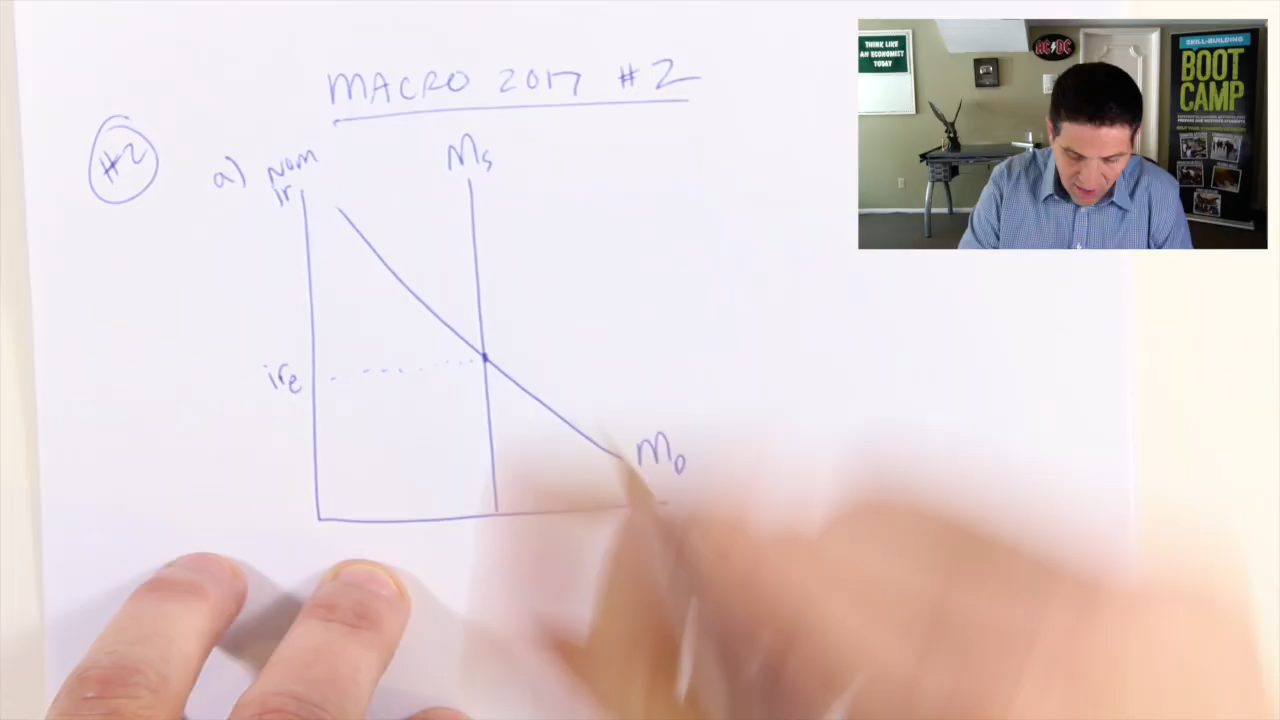 MACRO 2017 #2
#2
a)
Nom
ir
Ms
ire
MD
THINK LIKE
AN ECONOMIST
TODAY
AC DC
SKILL-BUILDING
BOOT
CAMP